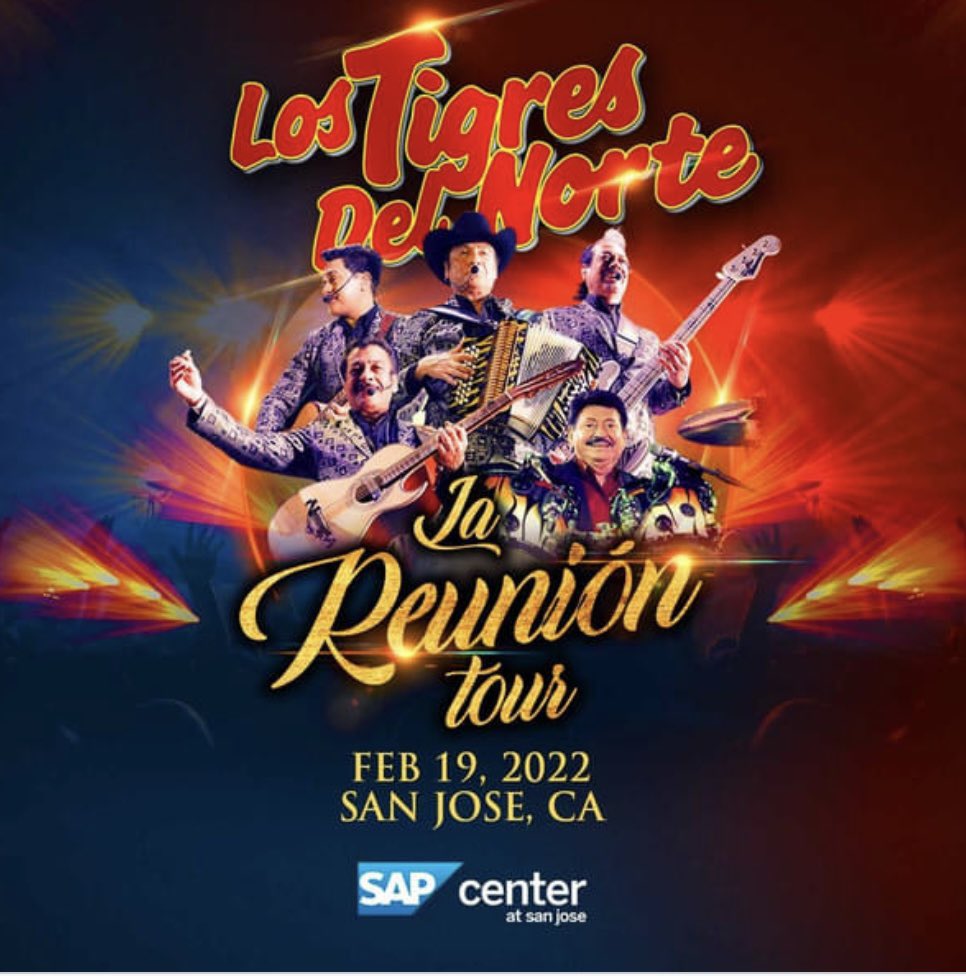 Los Tigres
Del Norte
La
Reunión
tour
FEB 19, 2022
SAN JOSE, CA
SAP center
at san jose